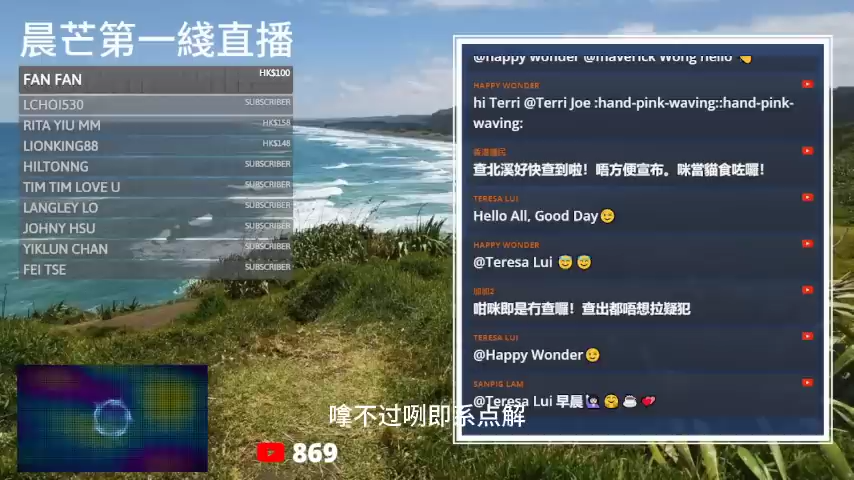 晨芒第一綫直播
FAN FAN HK$100
LCHOI530 SUBSCRIBER
RITA YIU MM HK$158
LIONKING88 HK$148
HILTONNG SUBSCRIBER
TIM TIM LOVE U SUBSCRIBER
LANGLEY LO SUBSCRIBER
JOHNY HSU SUBSCRIBER
YIKLUN CHAN SUBSCRIBER
FEI TSE SUBSCRIBER
@happy wonder @maverick Wong hello 👋
HAPPY WONDER
hi Terri @Terri Joe :hand-pink-waving::hand-pink-
waving:
香港難民
查北溪好快查到啦！唔方便宣布。咪當貓食咗囉！
TERESA LUI
Hello All, Good Day😉
HAPPY WONDER
@Teresa Lui 😇 😇
咁咪即是冇查囉！查出都唔想拉疑犯
TERESA LUI
@Happy Wonder😉
SANPIG LAM
@Teresa Lui 早晨🙋🏻‍♀️🤗☕💕
嗱不过咧即系点解
869